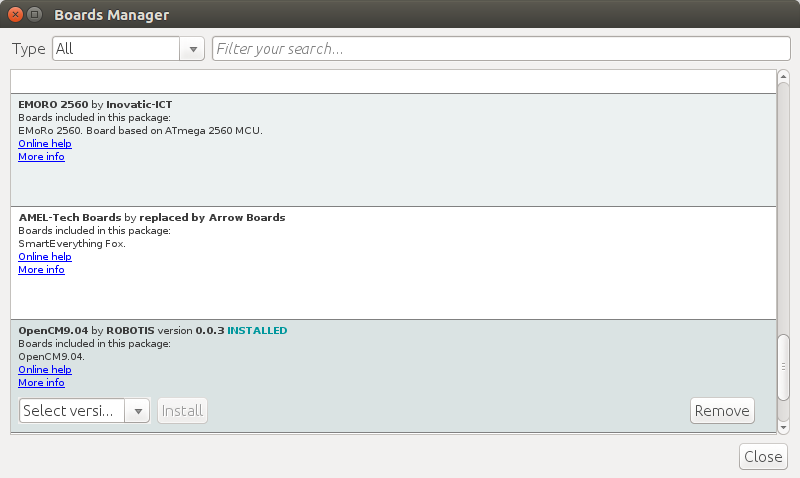 Boards Manager
Type All Filter your search...
EMORO 2560 by Inovatic-ICT
Boards included in this package:
EMoRo 2560. Board based on ATmega 2560 MCU.
Online help
More info
AMEL-Tech Boards by replaced by Arrow Boards
Boards included in this package:
SmartEverything Fox.
Online help
More info
OpenCM9.04 by ROBOTIS version 0.0.3 INSTALLED
Boards included in this package:
OpenCM9.04.
Online help
More info
Select versi... Install Remove
Close